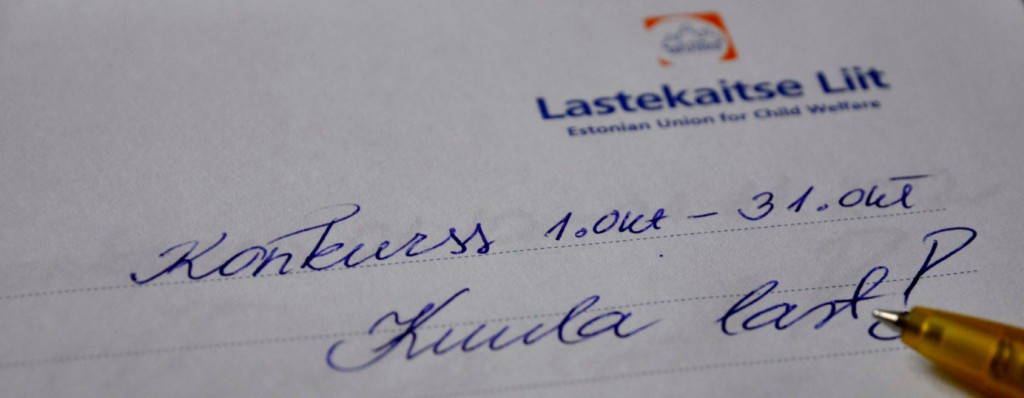 Lastekaitse Liit
Estonian Union for Child Welfare
Konkurss 1.okt - 31.okt
Kuula last!